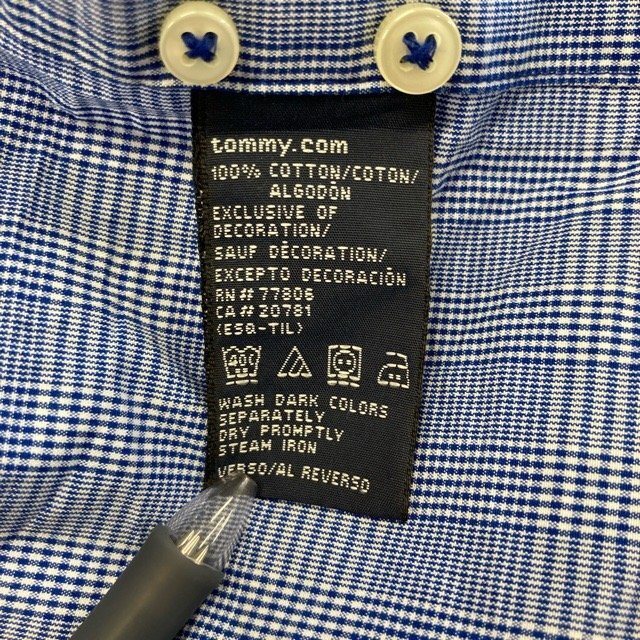 tommy.com
100% COTTON/COTON/
ALGODÓN
EXCLUSIVE OF
DECORATION/
SAUF DÉCORATION/
EXCEPTO DECORACIÓN
RN# 77806
CA# 20781
(ESQ-TIL)
40C
WASH DARK COLORS
SEPARATELY
DRY PROMPTLY
STEAM IRON
VERSO/AL REVERSO